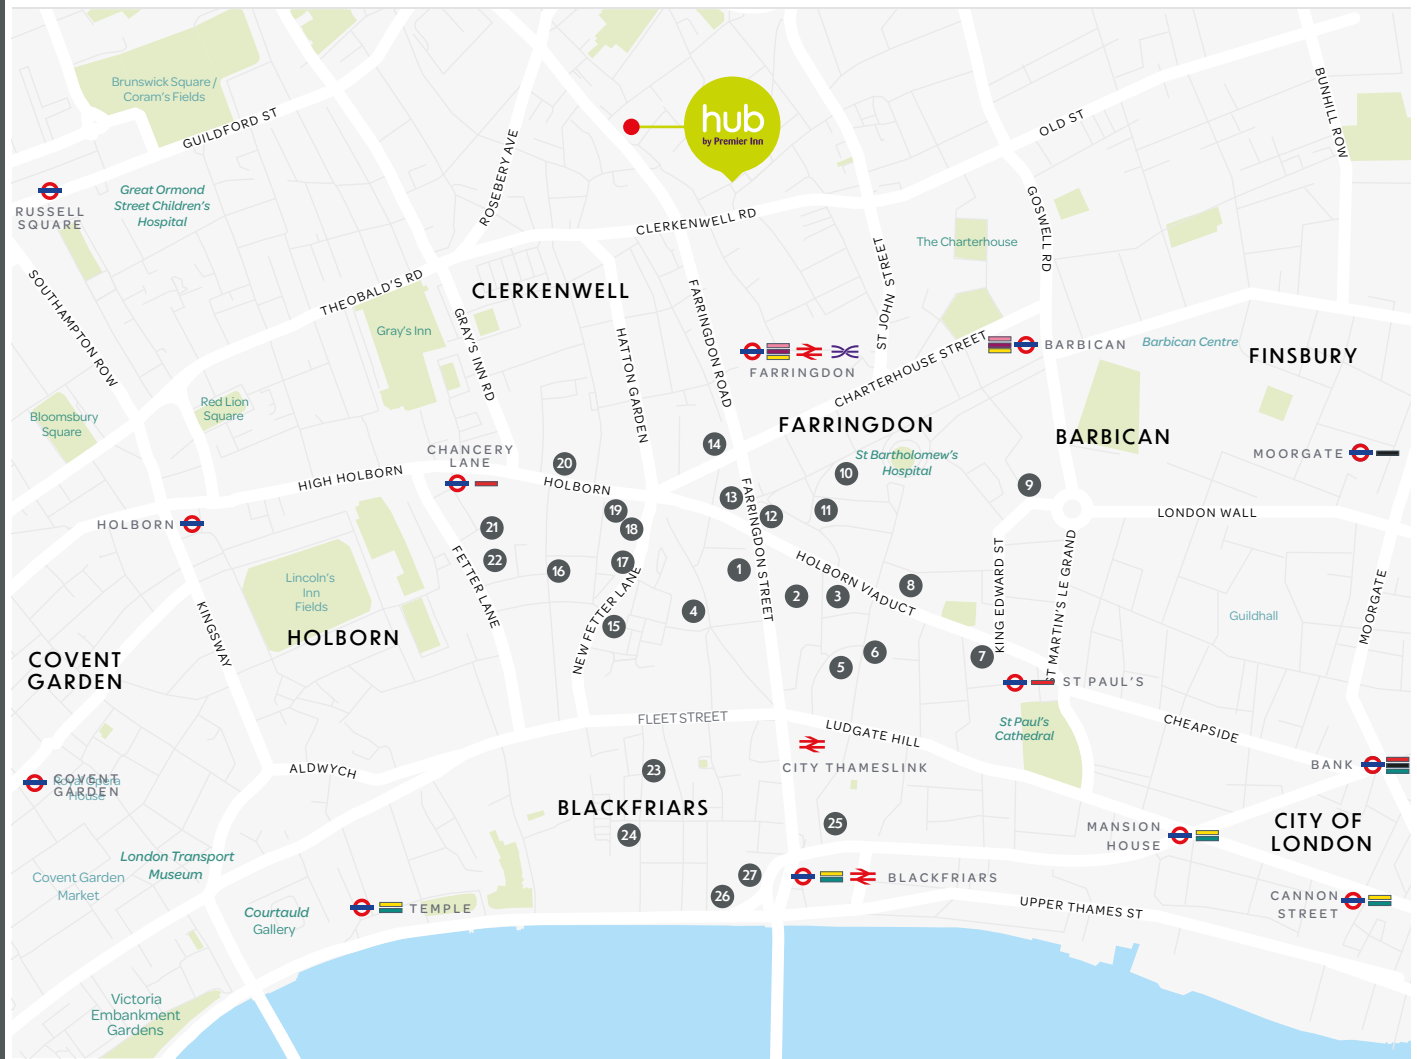 Brunswick Square /
Coram's Fields
GUILDFORD ST
hub
by Premier Inn
OLD ST
BUNHILL ROW
ROSEBERY AVE
RUSSELL
SQUARE
Great Ormond
Street Children's
Hospital
CLERKENWELL RD
The Charterhouse
GOSWELL RD
ST JOHN STREET
SOUTHAMPTON ROW
THEOBALD'S RD
CLERKENWELL
Gray's Inn
GRAY'S INN RD
HATTON GARDEN
FARRINGDON ROAD
FARRINGDON
CHARTERHOUSE STREET
BARBICAN
Barbican Centre
FINSBURY
Bloomsbury
Square
Red Lion
Square
FARRINGDON
BARBICAN
CHANCERY
LANE
HIGH HOLBORN
HOLBORN
St Bartholomew's
Hospital
MOORGATE
20
14
10
9
HOLBORN
13
FARRINGDON STREET
12
11
LONDON WALL
19
18
21
22
16
17
1
2
3
8
HOLBORN VIADUCT
FETTER LANE
NEW FETTER LANE
4
15
6
5
7
KING EDWARD ST
ST MARTIN'S LE GRAND
MOORGATE
Guildhall
Lincoln's
Inn
Fields
KINGSWAY
HOLBORN
COVENT
GARDEN
ST PAUL'S
St Paul's
Cathedral
CHEAPSIDE
FLEET STREET
LUDGATE HILL
CITY THAMESLINK
BANK
ALDWYCH
COVENT
GARDEN
Royal Opera
House
23
BLACKFRIARS
24
25
MANSION
HOUSE
CITY OF
LONDON
London Transport
Museum
Covent Garden
Market
27
26
BLACKFRIARS
CANNON
STREET
TEMPLE
Courtauld
Gallery
UPPER THAMES ST
Victoria
Embankment
Gardens